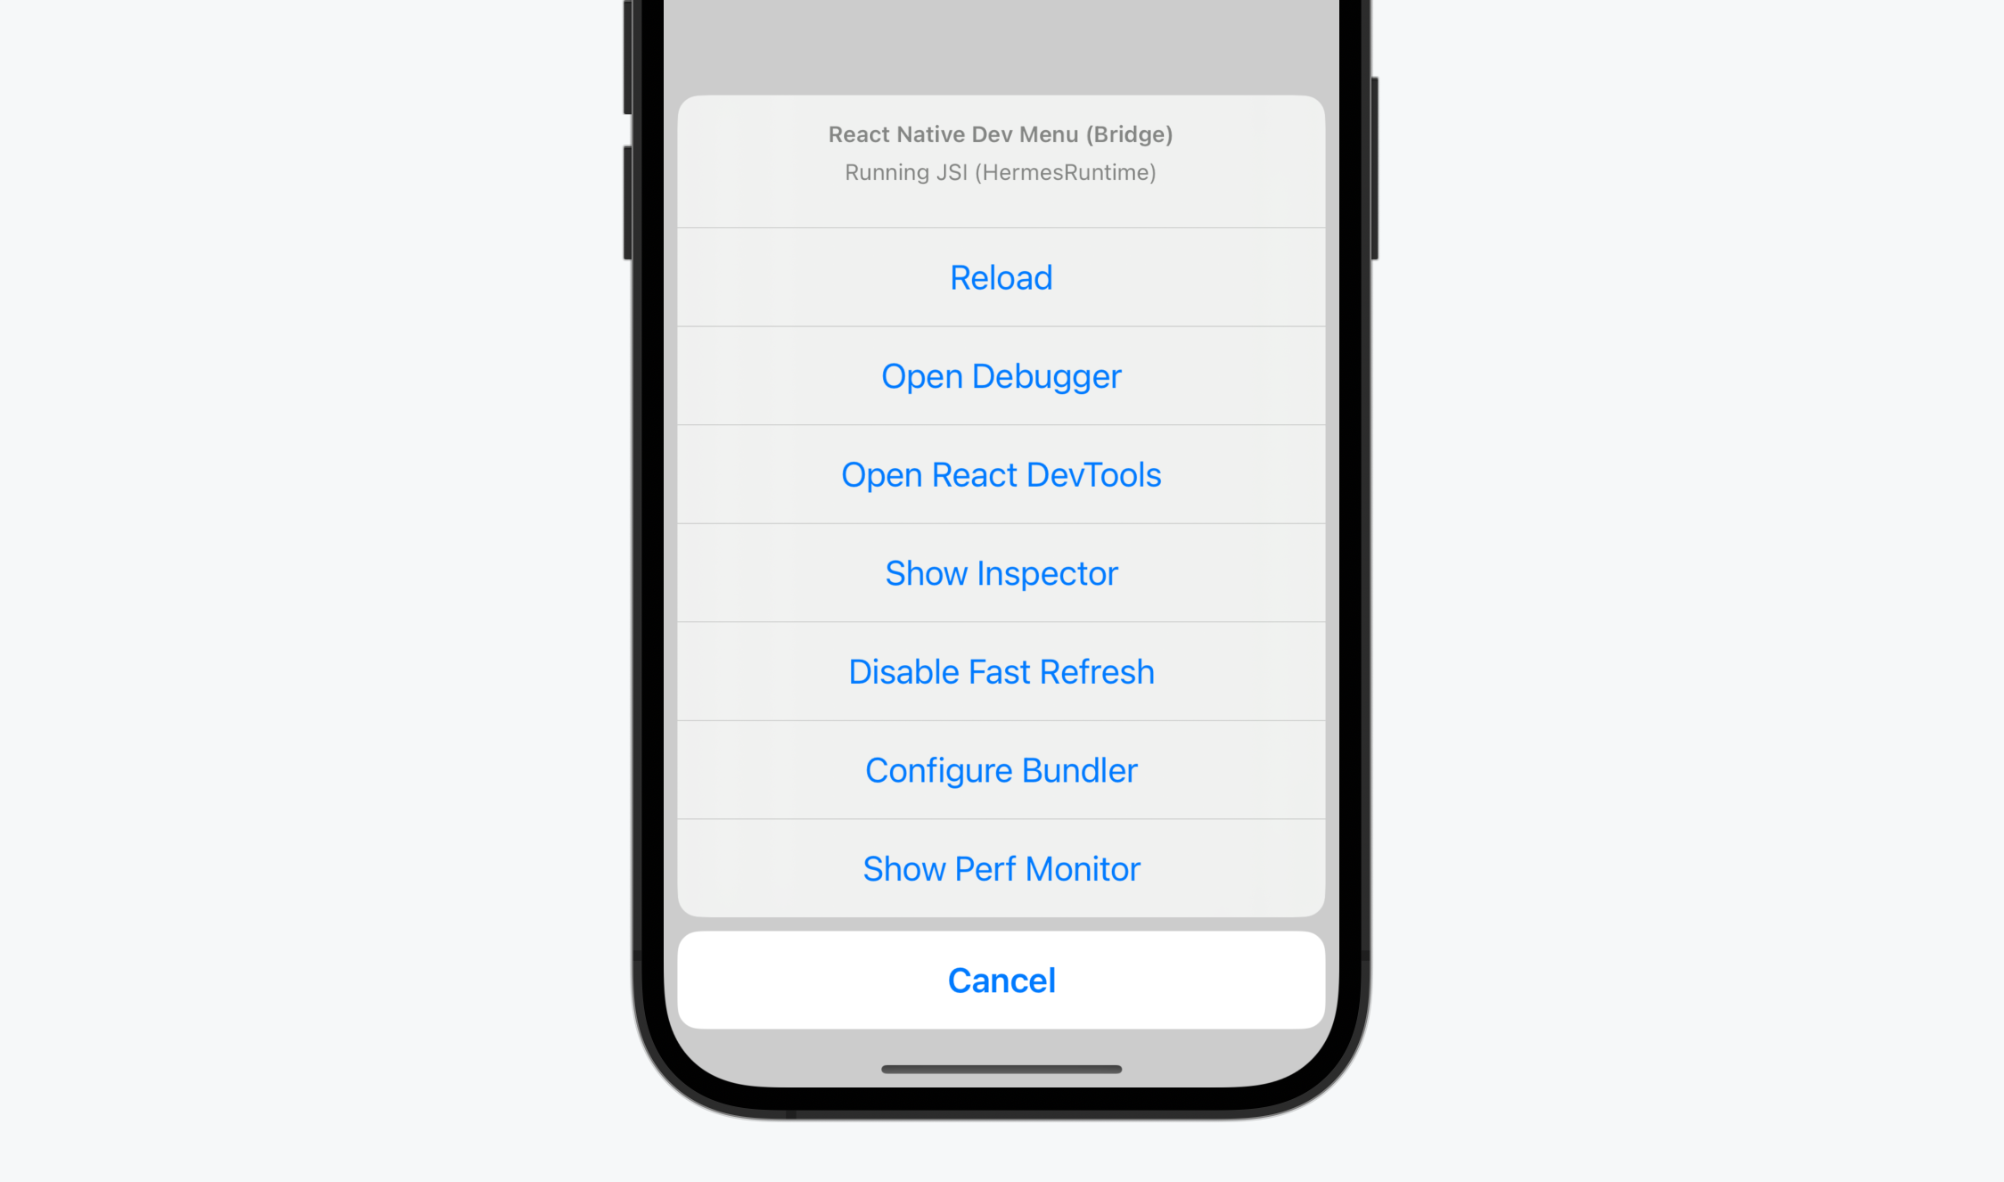 React Native Dev Menu (Bridge)
Running JSI (HermesRuntime)
Reload
Open Debugger
Open React DevTools
Show Inspector
Disable Fast Refresh
Configure Bundler
Show Perf Monitor
Cancel